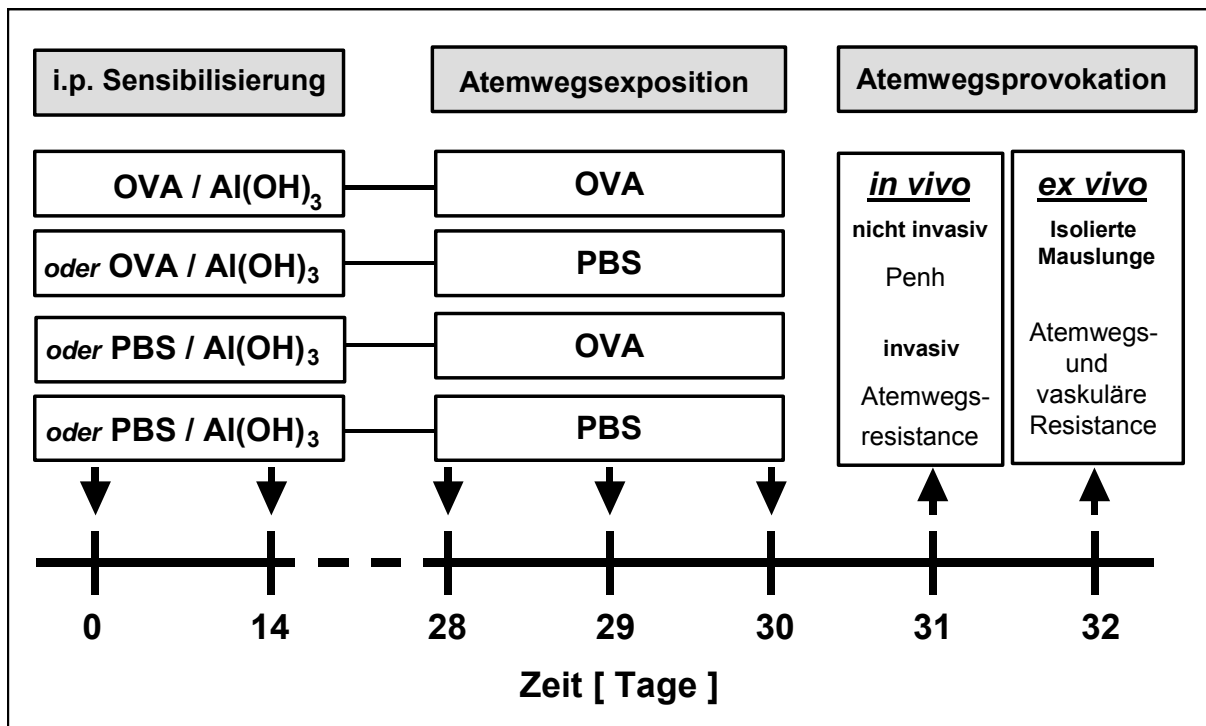 i.p. Sensibilisierung
Atemwegsexposition
Atemwegsprovokation
OVA / Al(OH)3
OVA
oder OVA / Al(OH)3
PBS
oder PBS / Al(OH)3
OVA
oder PBS / Al(OH)3
PBS
in vivo
nicht invasiv
Penh
invasiv
Atemwegs-
resistance
ex vivo
Isolierte
Mauslunge
Atemwegs-
und
vaskuläre
Resistance
0
14
28
29
30
31
32
Zeit [ Tage ]